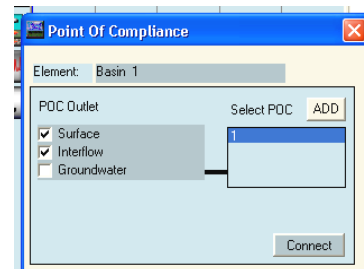 Point Of Compliance
Element: Basin 1
POC Outlet Select POC ADD
Surface 1
Interflow
Groundwater
Connect